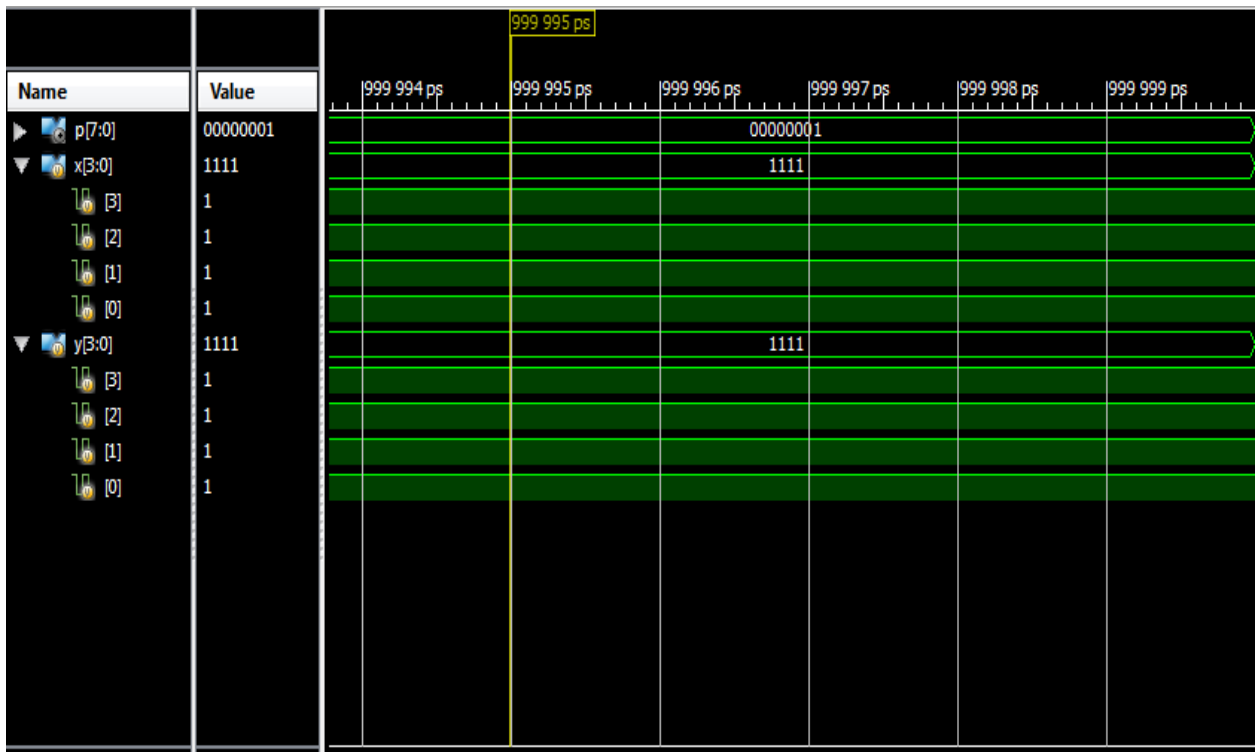 999 995 ps
Name Value 999 994 ps 999 995 ps 999 996 ps 999 997 ps 999 998 ps 999 999 ps
p[7:0] 00000001 00000001
x[3:0] 1111 1111
[3] 1
[2] 1
[1] 1
[0] 1
y[3:0] 1111 1111
[3] 1
[2] 1
[1] 1
[0] 1